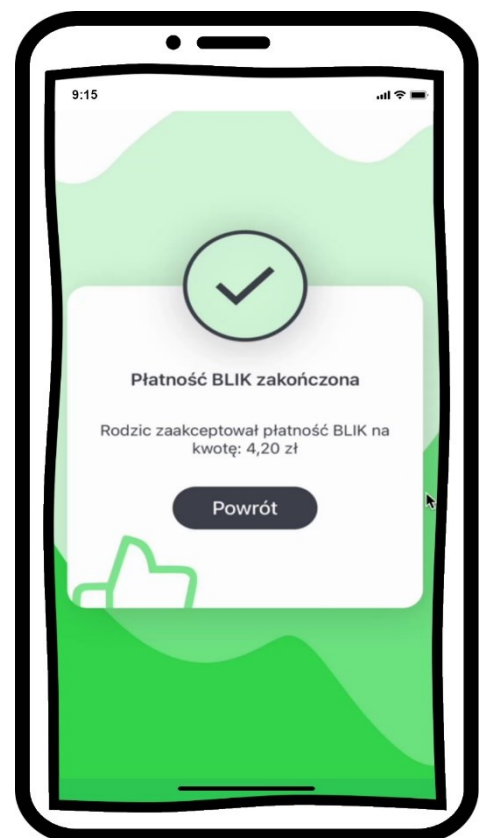 9:15
Płatność BLIK zakończona
Rodzic zaakceptował płatność BLIK na
kwotę: 4,20 zł
Powrót